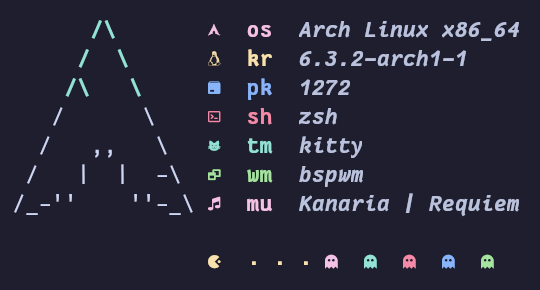 os Arch Linux x86_64
kr 6.3.2-arch1-1
pk 1272
sh zsh
tm kitty
wm bspwm
mu Kanaria | Requiem